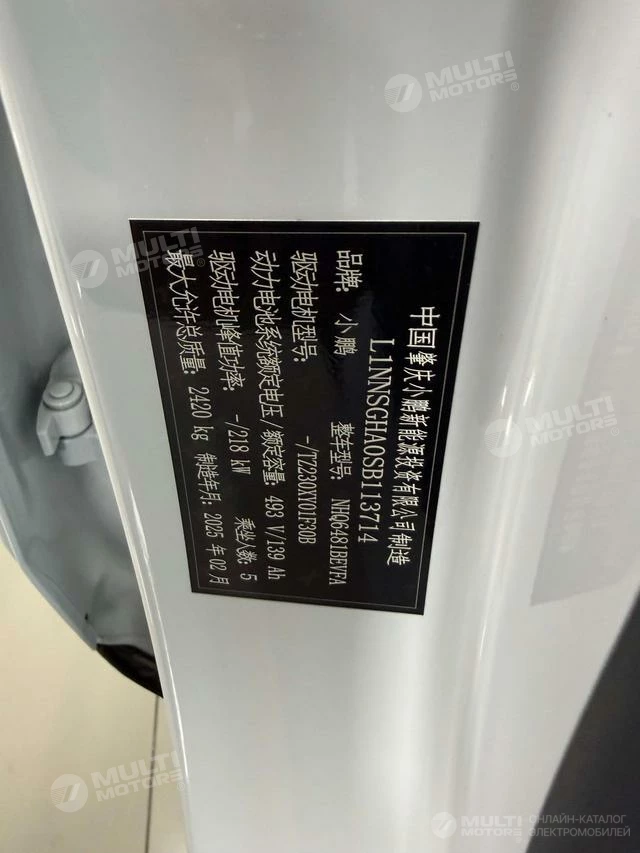 中国肇庆小鹏新能源投资有限公司制造
L1NNSGHA0SB113714
品牌： 小鹏 整车型号： NHQ6481BEVFA
驱动电机型号： -/TZ230XY01F30B
动力电池系统额定电压/额定容量： 493 V/139 Ah
驱动电机峰值功率： -/218 kW 乘坐人数： 5
最大允许总质量： 2420 kg 制造年月： 2025 年 02 月
MULTI MOTORS®
MULTI MOTORS
MULTI MOTORS
MULTI MOTORS
MULTI MOTORS
ОНЛАЙН-КАТАЛОГ
ЭЛЕКТРОМОБИЛЕЙ